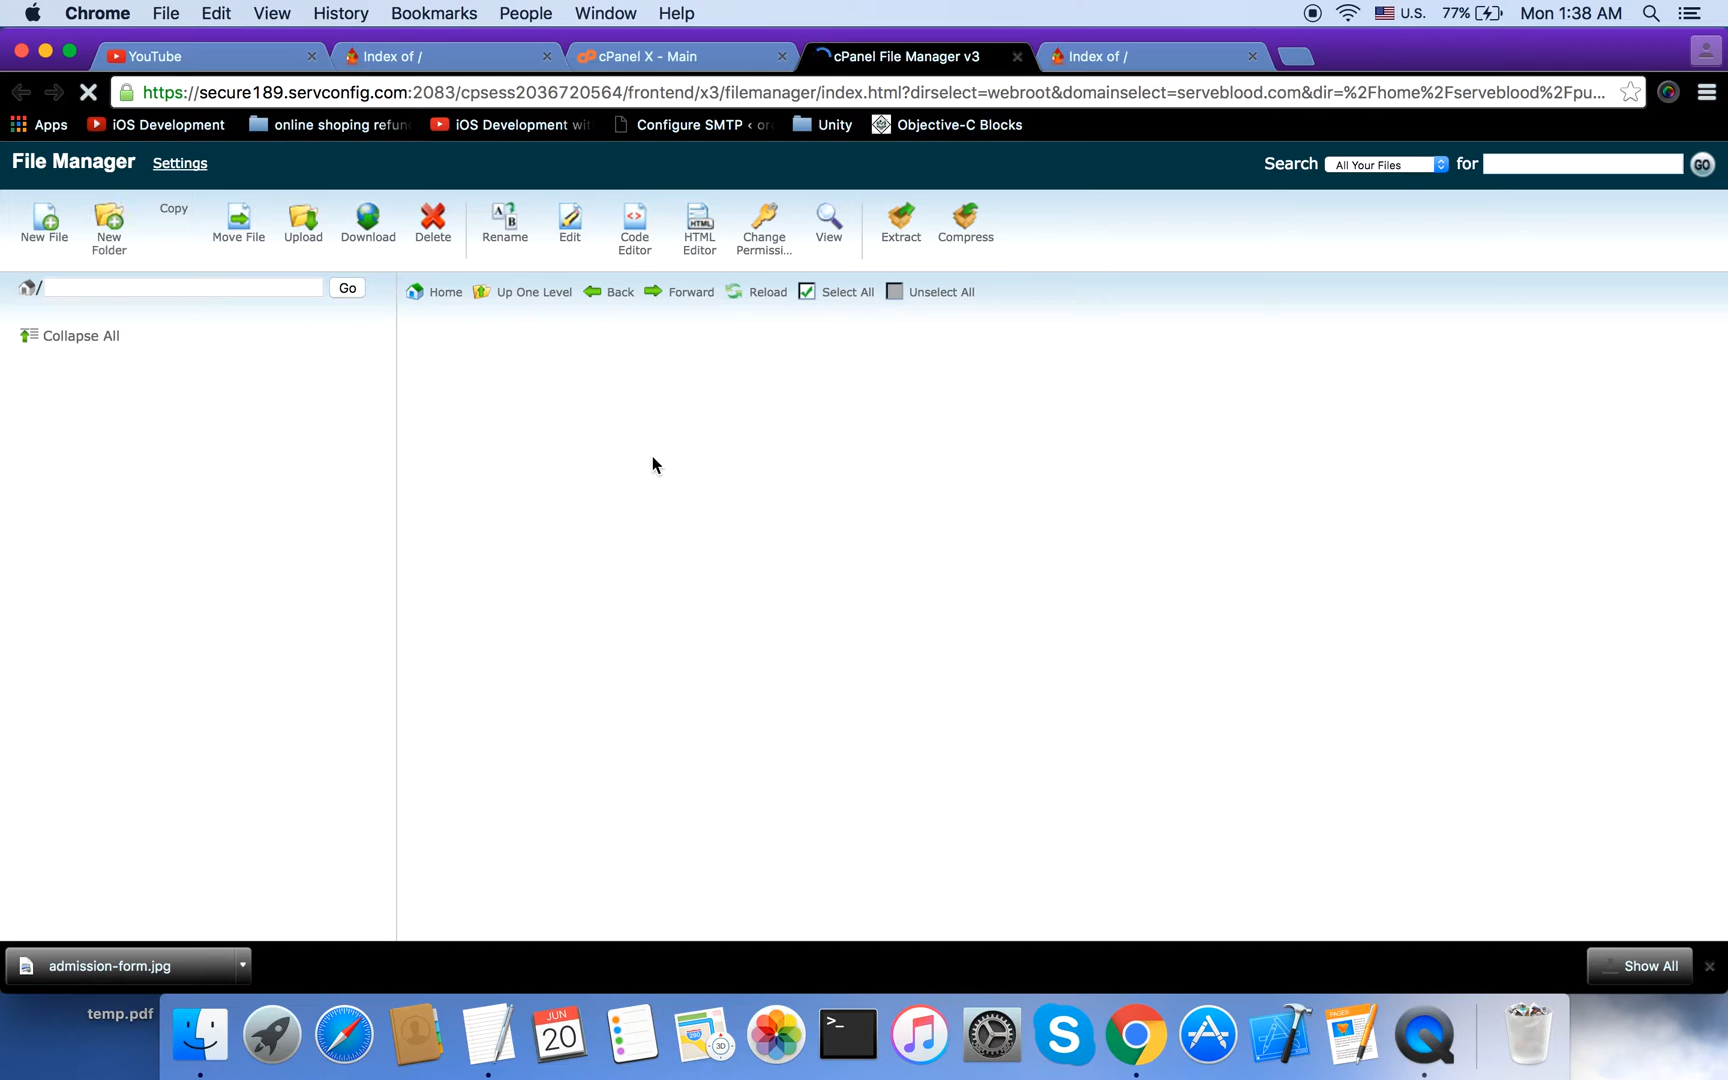 Chrome File Edit View History Bookmarks People Window Help U.S. 77% Mon 1:38 AM
YouTube Index of / cPanel X - Main cPanel File Manager v3 Index of /
https://secure189.servconfig.com:2083/cpsess2036720564/frontend/x3/filemanager/index.html?dirselect=webroot&domainselect=serveblood.com&dir=%2Fhome%2Fserveblood%2Fpu...
Apps iOS Development online shoping refun iOS Development wit Configure SMTP ‹ or Unity Objective-C Blocks
File Manager Settings Search All Your Files for GO
New File New Folder Copy Move File Upload Download Delete Rename Edit Code Editor HTML Editor Change Permissi... View Extract Compress
/ Go Home Up One Level Back Forward Reload Select All Unselect All
Collapse All
admission-form.jpg Show All
temp.pdf
JUN
20